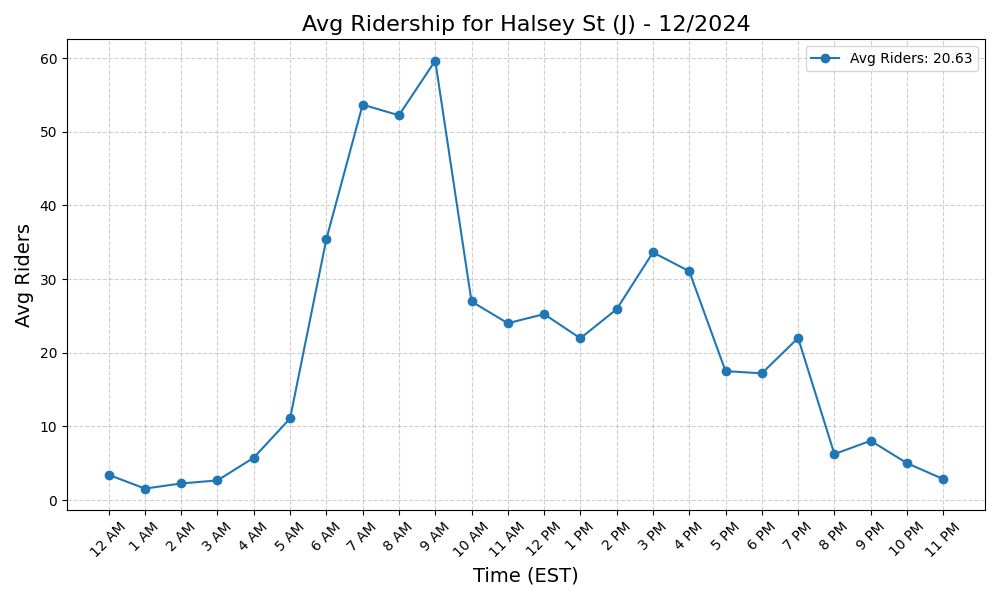 Avg Ridership for Halsey St (J) - 12/2024
Avg Riders: 20.63
Avg Riders
60
50
40
30
20
10
0
12 AM
1 AM
2 AM
3 AM
4 AM
5 AM
6 AM
7 AM
8 AM
9 AM
10 AM
11 AM
12 PM
1 PM
2 PM
3 PM
4 PM
5 PM
6 PM
7 PM
8 PM
9 PM
10 PM
11 PM
Time (EST)